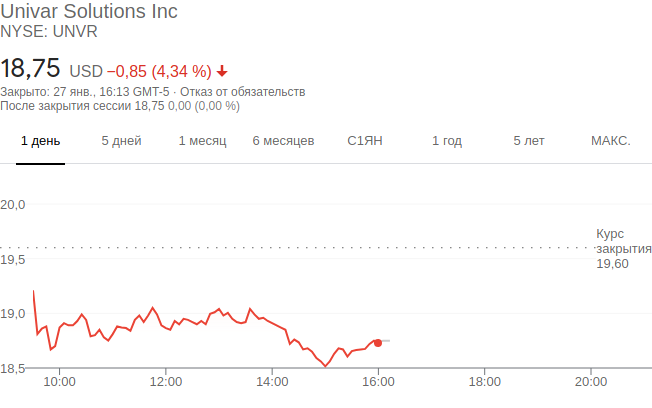 Univar Solutions Inc
NYSE: UNVR
18,75 USD −0,85 (4,34 %)
Закрыто: 27 янв., 16:13 GMT-5 · Отказ от обязательств
После закрытия сессии 18,75 0,00 (0,00 %)
1 день 5 дней 1 месяц 6 месяцев С1ЯН 1 год 5 лет МАКС.
20,0
Курс
закрытия
19,60
19,5
19,0
18,5
10:00 12:00 14:00 16:00 18:00 20:00